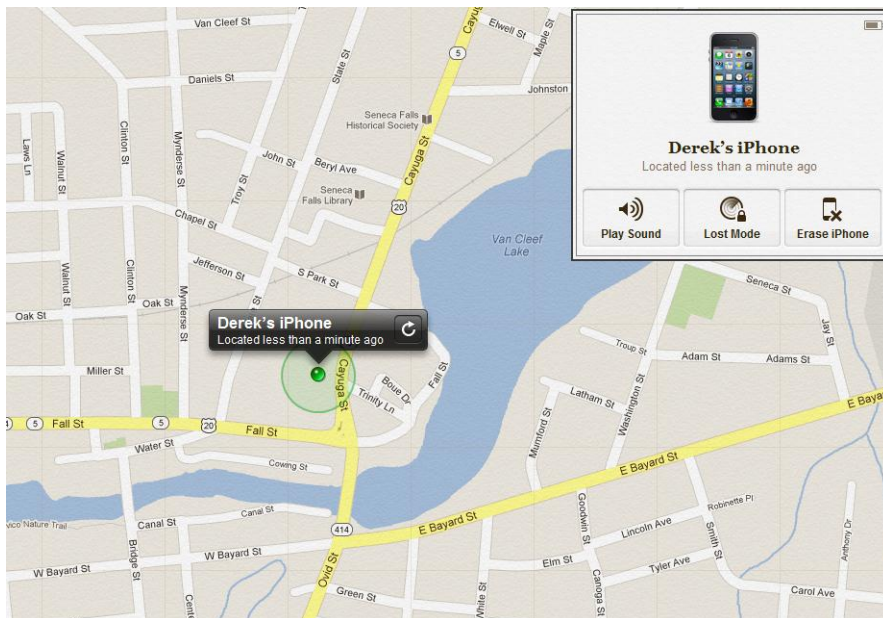 Van Cleef St
Elwell St
Maple St
5
Daniels St
State St
Johnston
Seneca Falls
Historical Society
Cayuga St
Laws Ln
Walnut St
Clinton St
Mynderse St
John St
Beryl Ave
Troy St
Seneca
Falls Library
20
Chapel St
Van Cleef
Lake
Jefferson St
S Park St
Walnut St
Clinton St
Mynderse St
Oak St
Oak St
Derek's iPhone
Located less than a minute ago
Miller St
Cayuga St
Boue Dr
Fall St
Trinity Ln
5
5
Fall St
20
Fall St
Water St
Cowing St
vico Nature Trail
Canal St
Canal St
Bridge St
414
E Bayard St
W Bayard St
W Bayard St
Ovid St
Green St
White St
Elm St
Canoga St
Goodwin St
Lincoln Ave
Tyler Ave
Smith St
Robinette Pl
Anthony Dr
Carol Ave
E Bayard St
E Baya
Mumford St
Latham St
Washington St
Troup St
Adam St
Adams St
Jay St
Seneca St
Derek's iPhone
Located less than a minute ago
Play Sound
Lost Mode
Erase iPhone